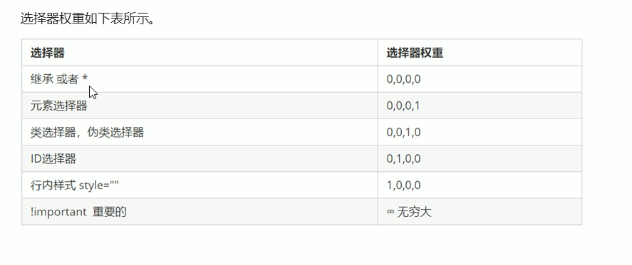 选择器权重如下表所示。
选择器 选择器权重
继承 或者 * 0,0,0,0
元素选择器 0,0,0,1
类选择器，伪类选择器 0,0,1,0
ID选择器 0,1,0,0
行内样式 style="" 1,0,0,0
!important 重要的 ∞ 无穷大